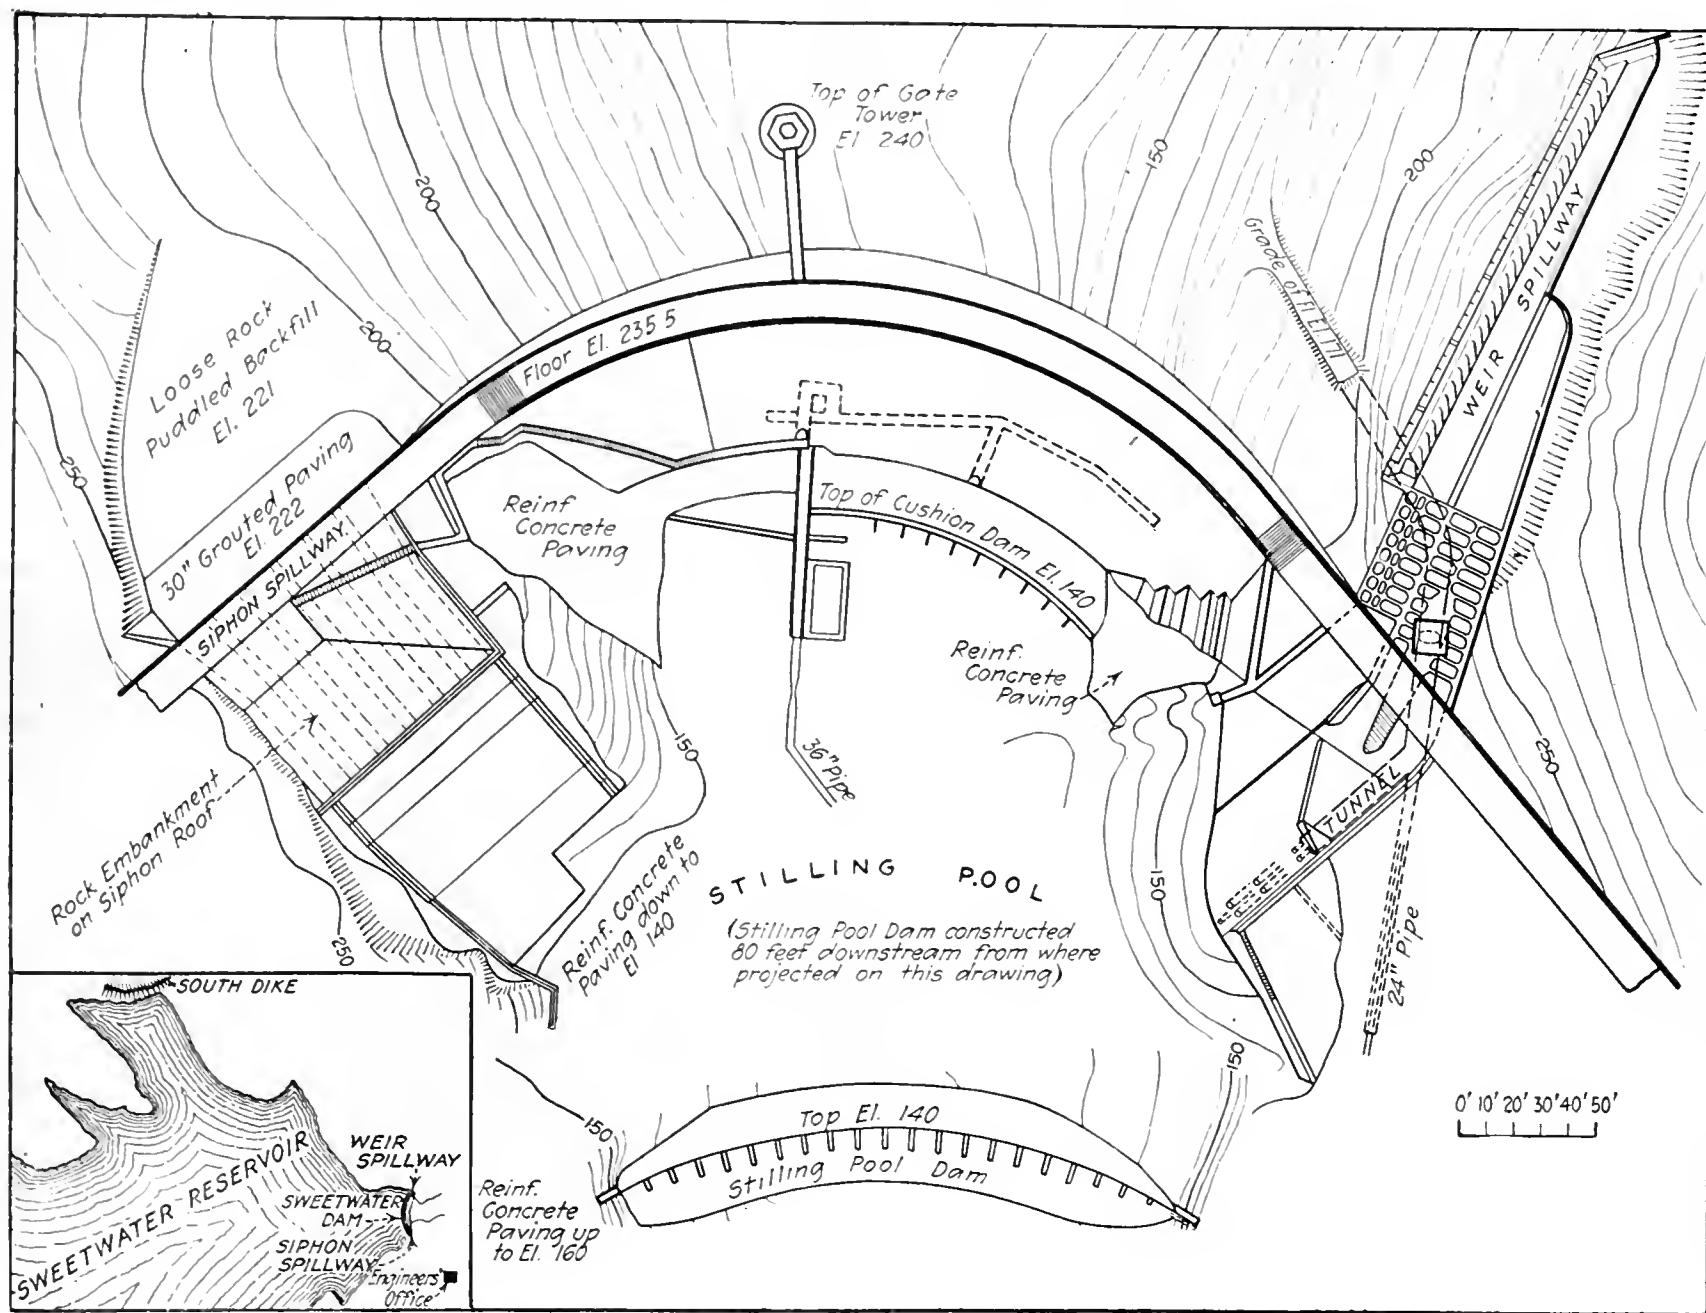 Top of Gate
Tower
El 240
150
200
200
WEIR SPILLWAY
Grade of Fl El 171
Loose Rock
Puddled Backfill
El. 221
200
250
Floor El. 235 5
30" Grouted Paving
El. 222
SIPHON SPILLWAY
Reinf
Concrete
Paving
Top of Cushion Dam El. 140
Reinf.
Concrete
Paving
150
36" Pipe
250
TUNNEL
24" Pipe
Rock Embankment
on Siphon Roof
250
Reinf. Concrete
Paving down to
El 140
STILLING POOL
(Stilling Pool Dam constructed
80 feet downstream from where
projected on this drawing)
150
150
150
Top El. 140
Stilling Pool Dam
Reinf.
Concrete
Paving up
to El. 160
0' 10' 20' 30' 40' 50'
SOUTH DIKE
SWEETWATER RESERVOIR
WEIR
SPILLWAY
SWEETWATER
DAM
SIPHON
SPILLWAY
Engineers'
Office